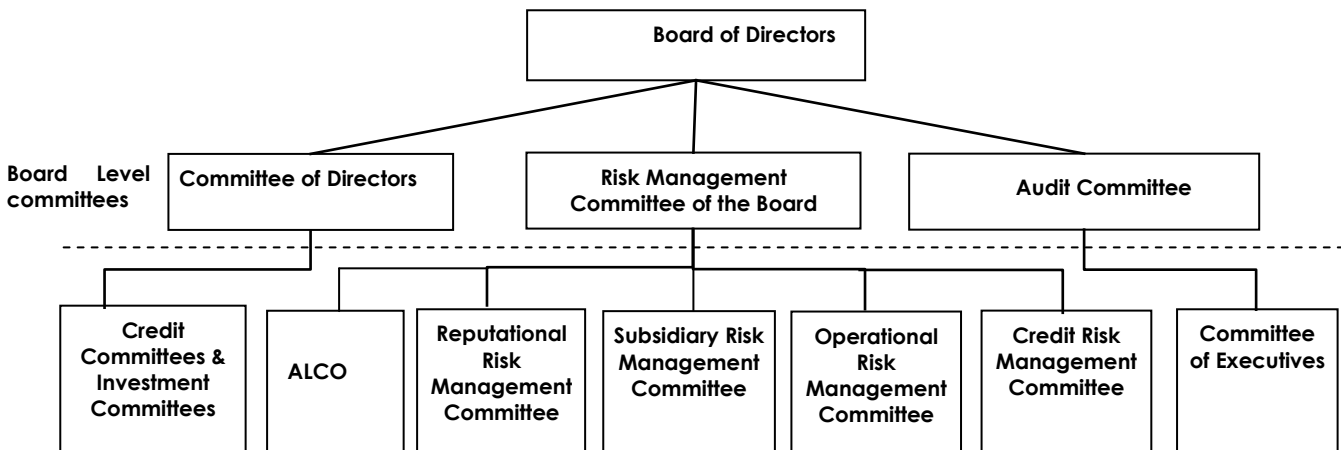 Board of Directors
Board Level
committees
Committee of Directors
Risk Management
Committee of the Board
Audit Committee
Credit
Committees &
Investment
Committees
ALCO
Reputational
Risk
Management
Committee
Subsidiary Risk
Management
Committee
Operational
Risk
Management
Committee
Credit Risk
Management
Committee
Committee
of Executives